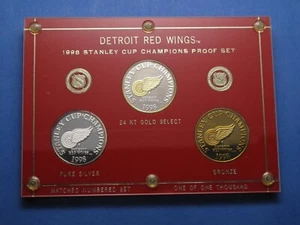 DETROIT RED WINGS™
1998 STANLEY CUP CHAMPIONS PROOF SET
STANLEY CUP CHAMPIONS
1998
24 KT GOLD SELECT
STANLEY CUP CHAMPIONS
1998
STANLEY CUP CHAMPIONS
1998
PURE SILVER
BRONZE
MATCHED NUMBERED SET
ONE OF ONE THOUSAND